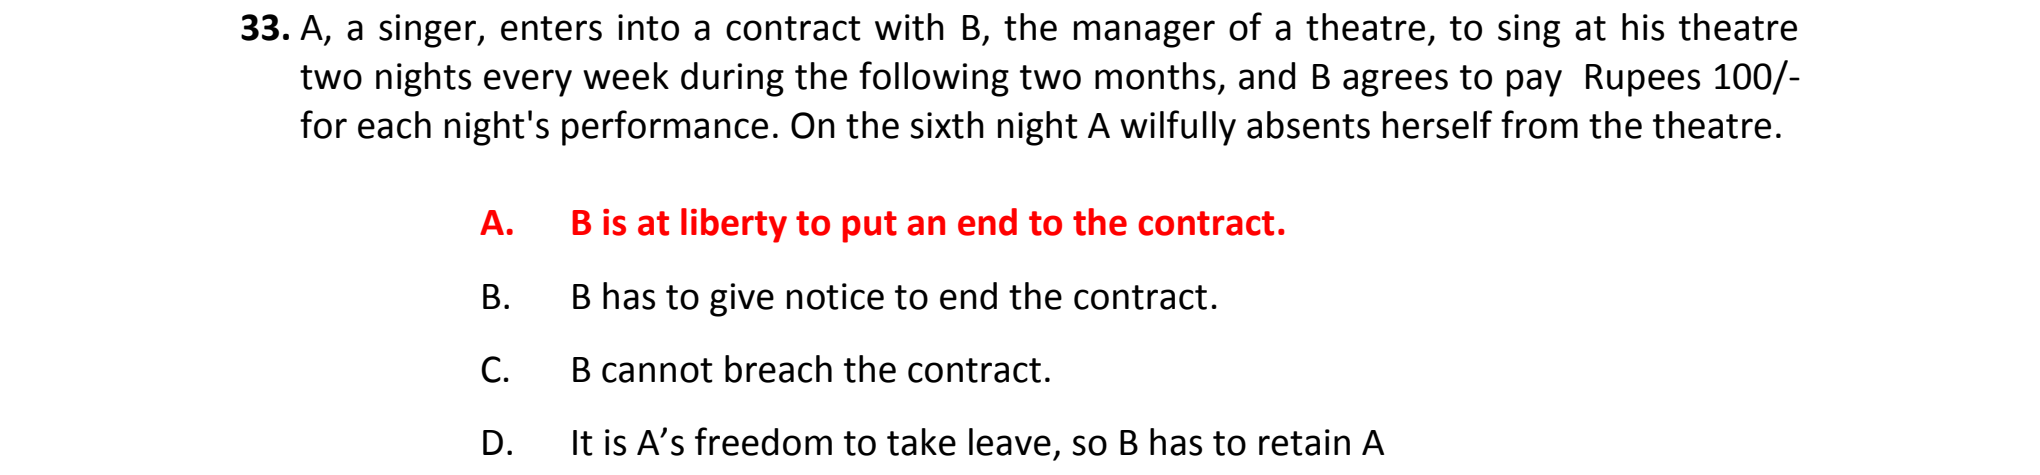 33. A, a singer, enters into a contract with B, the manager of a theatre, to sing at his theatre
two nights every week during the following two months, and B agrees to pay  Rupees 100/-
for each night's performance. On the sixth night A wilfully absents herself from the theatre.
A. B is at liberty to put an end to the contract.
B. B has to give notice to end the contract.
C. B cannot breach the contract.
D. It is A’s freedom to take leave, so B has to retain A